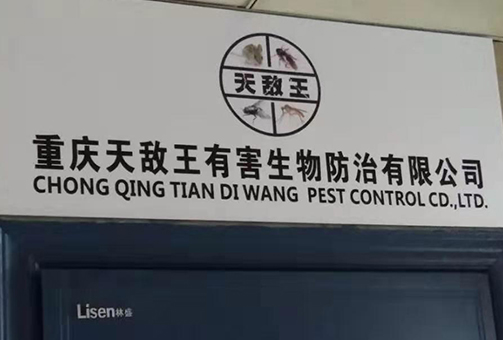 天敌王
重庆天敌王有害生物防治有限公司
CHONG QING TIAN DI WANG PEST CONTROL CD.,LTD.
Lisen林盛